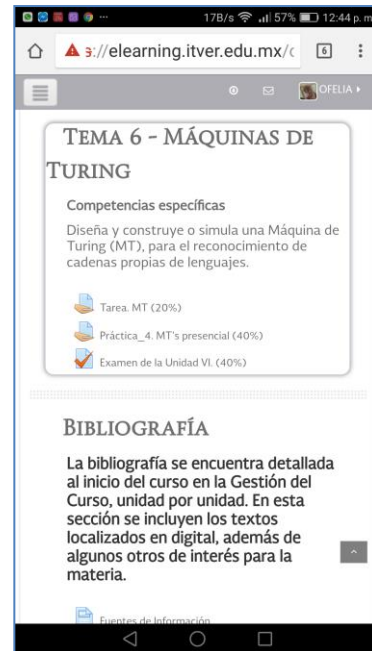 17B/s 57% 12:44 p. m
://elearning.itver.edu.mx/c 6
OFELIA
TEMA 6 - MÁQUINAS DE
TURING
Competencias específicas
Diseña y construye o simula una Máquina de
Turing (MT), para el reconocimiento de
cadenas propias de lenguajes.
Tarea. MT (20%)
Práctica_4. MT's presencial (40%)
Examen de la Unidad VI. (40%)
BIBLIOGRAFÍA
La bibliografía se encuentra detallada
al inicio del curso en la Gestión del
Curso, unidad por unidad. En esta
sección se incluyen los textos
localizados en digital, además de
algunos otros de interés para la
materia.
Fuentes de Información